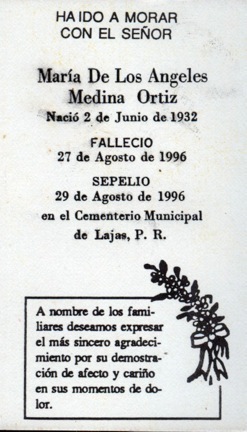 HA IDO A MORAR
CON EL SEÑOR
María De Los Angeles
Medina Ortiz
Nació 2 de Junio de 1932
FALLECIO
27 de Agosto de 1996
SEPELIO
29 de Agosto de 1996
en el Cementerio Municipal
de Lajas, P. R.
A nombre de los fami-
liares deseamos expresar
el más sincero agradeci-
miento por su demostra-
ción de afecto y cariño
en sus momentos de do-
lor.